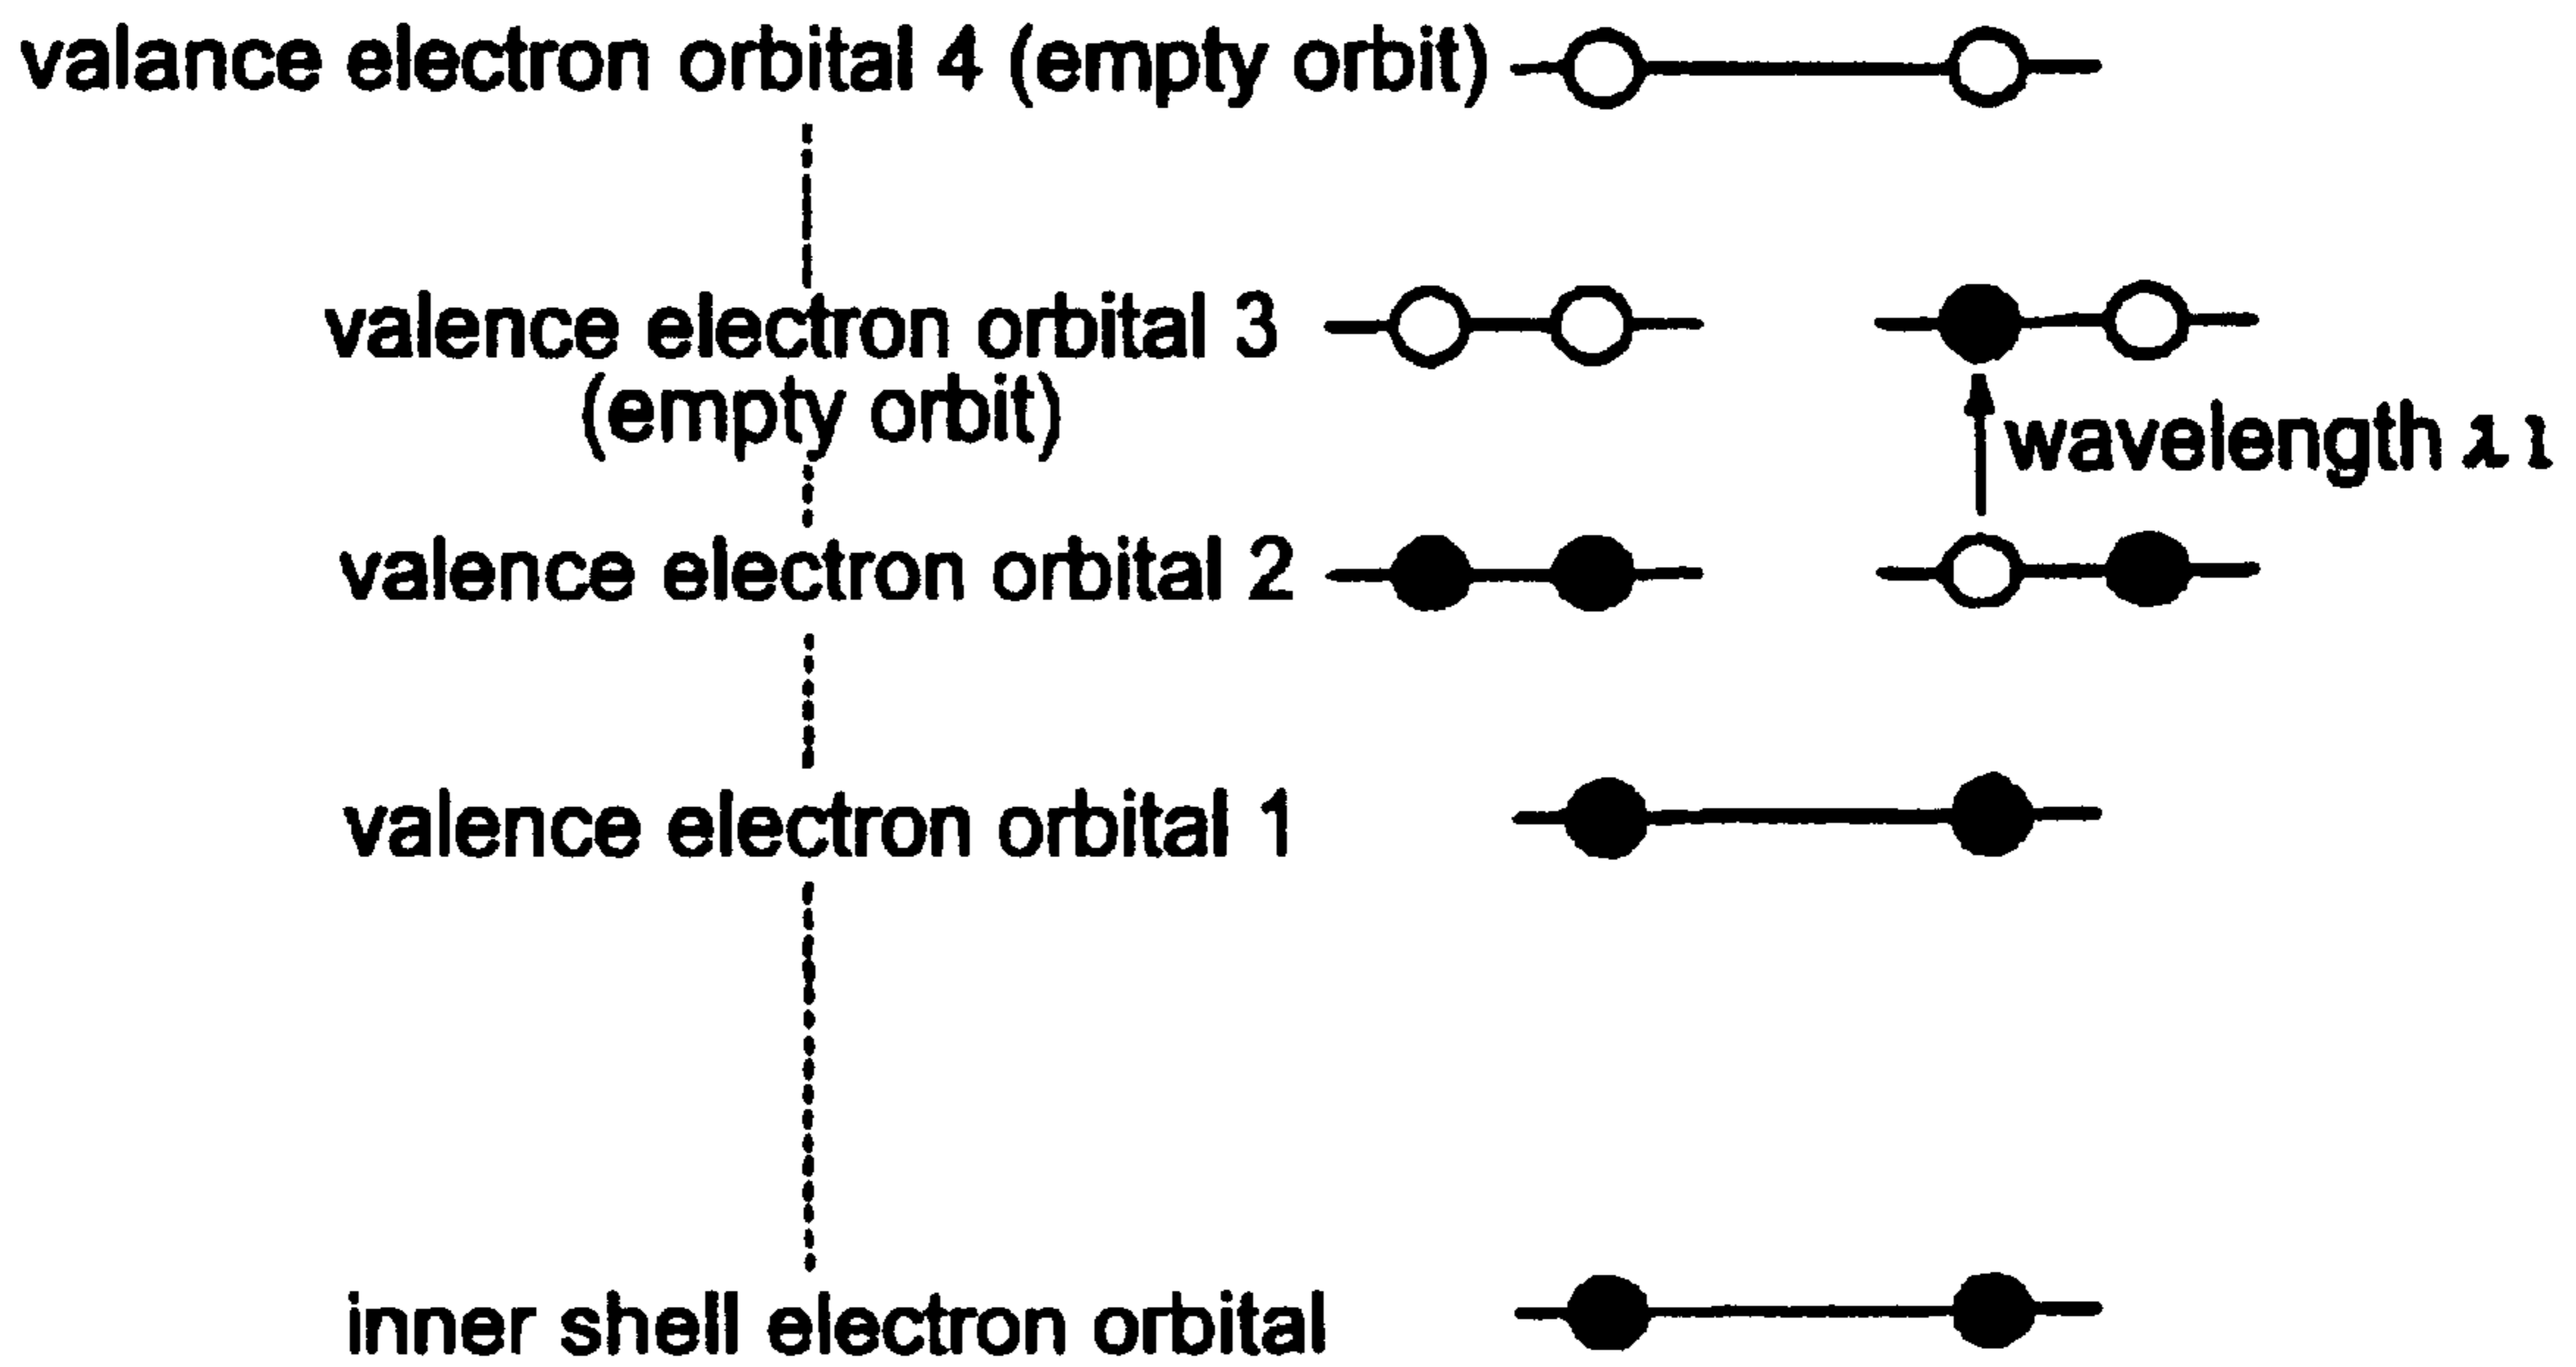 valance electron orbital 4 (empty orbit)
valence electron orbital 3
(empty orbit)
wavelength λ1
valence electron orbital 2
valence electron orbital 1
inner shell electron orbital